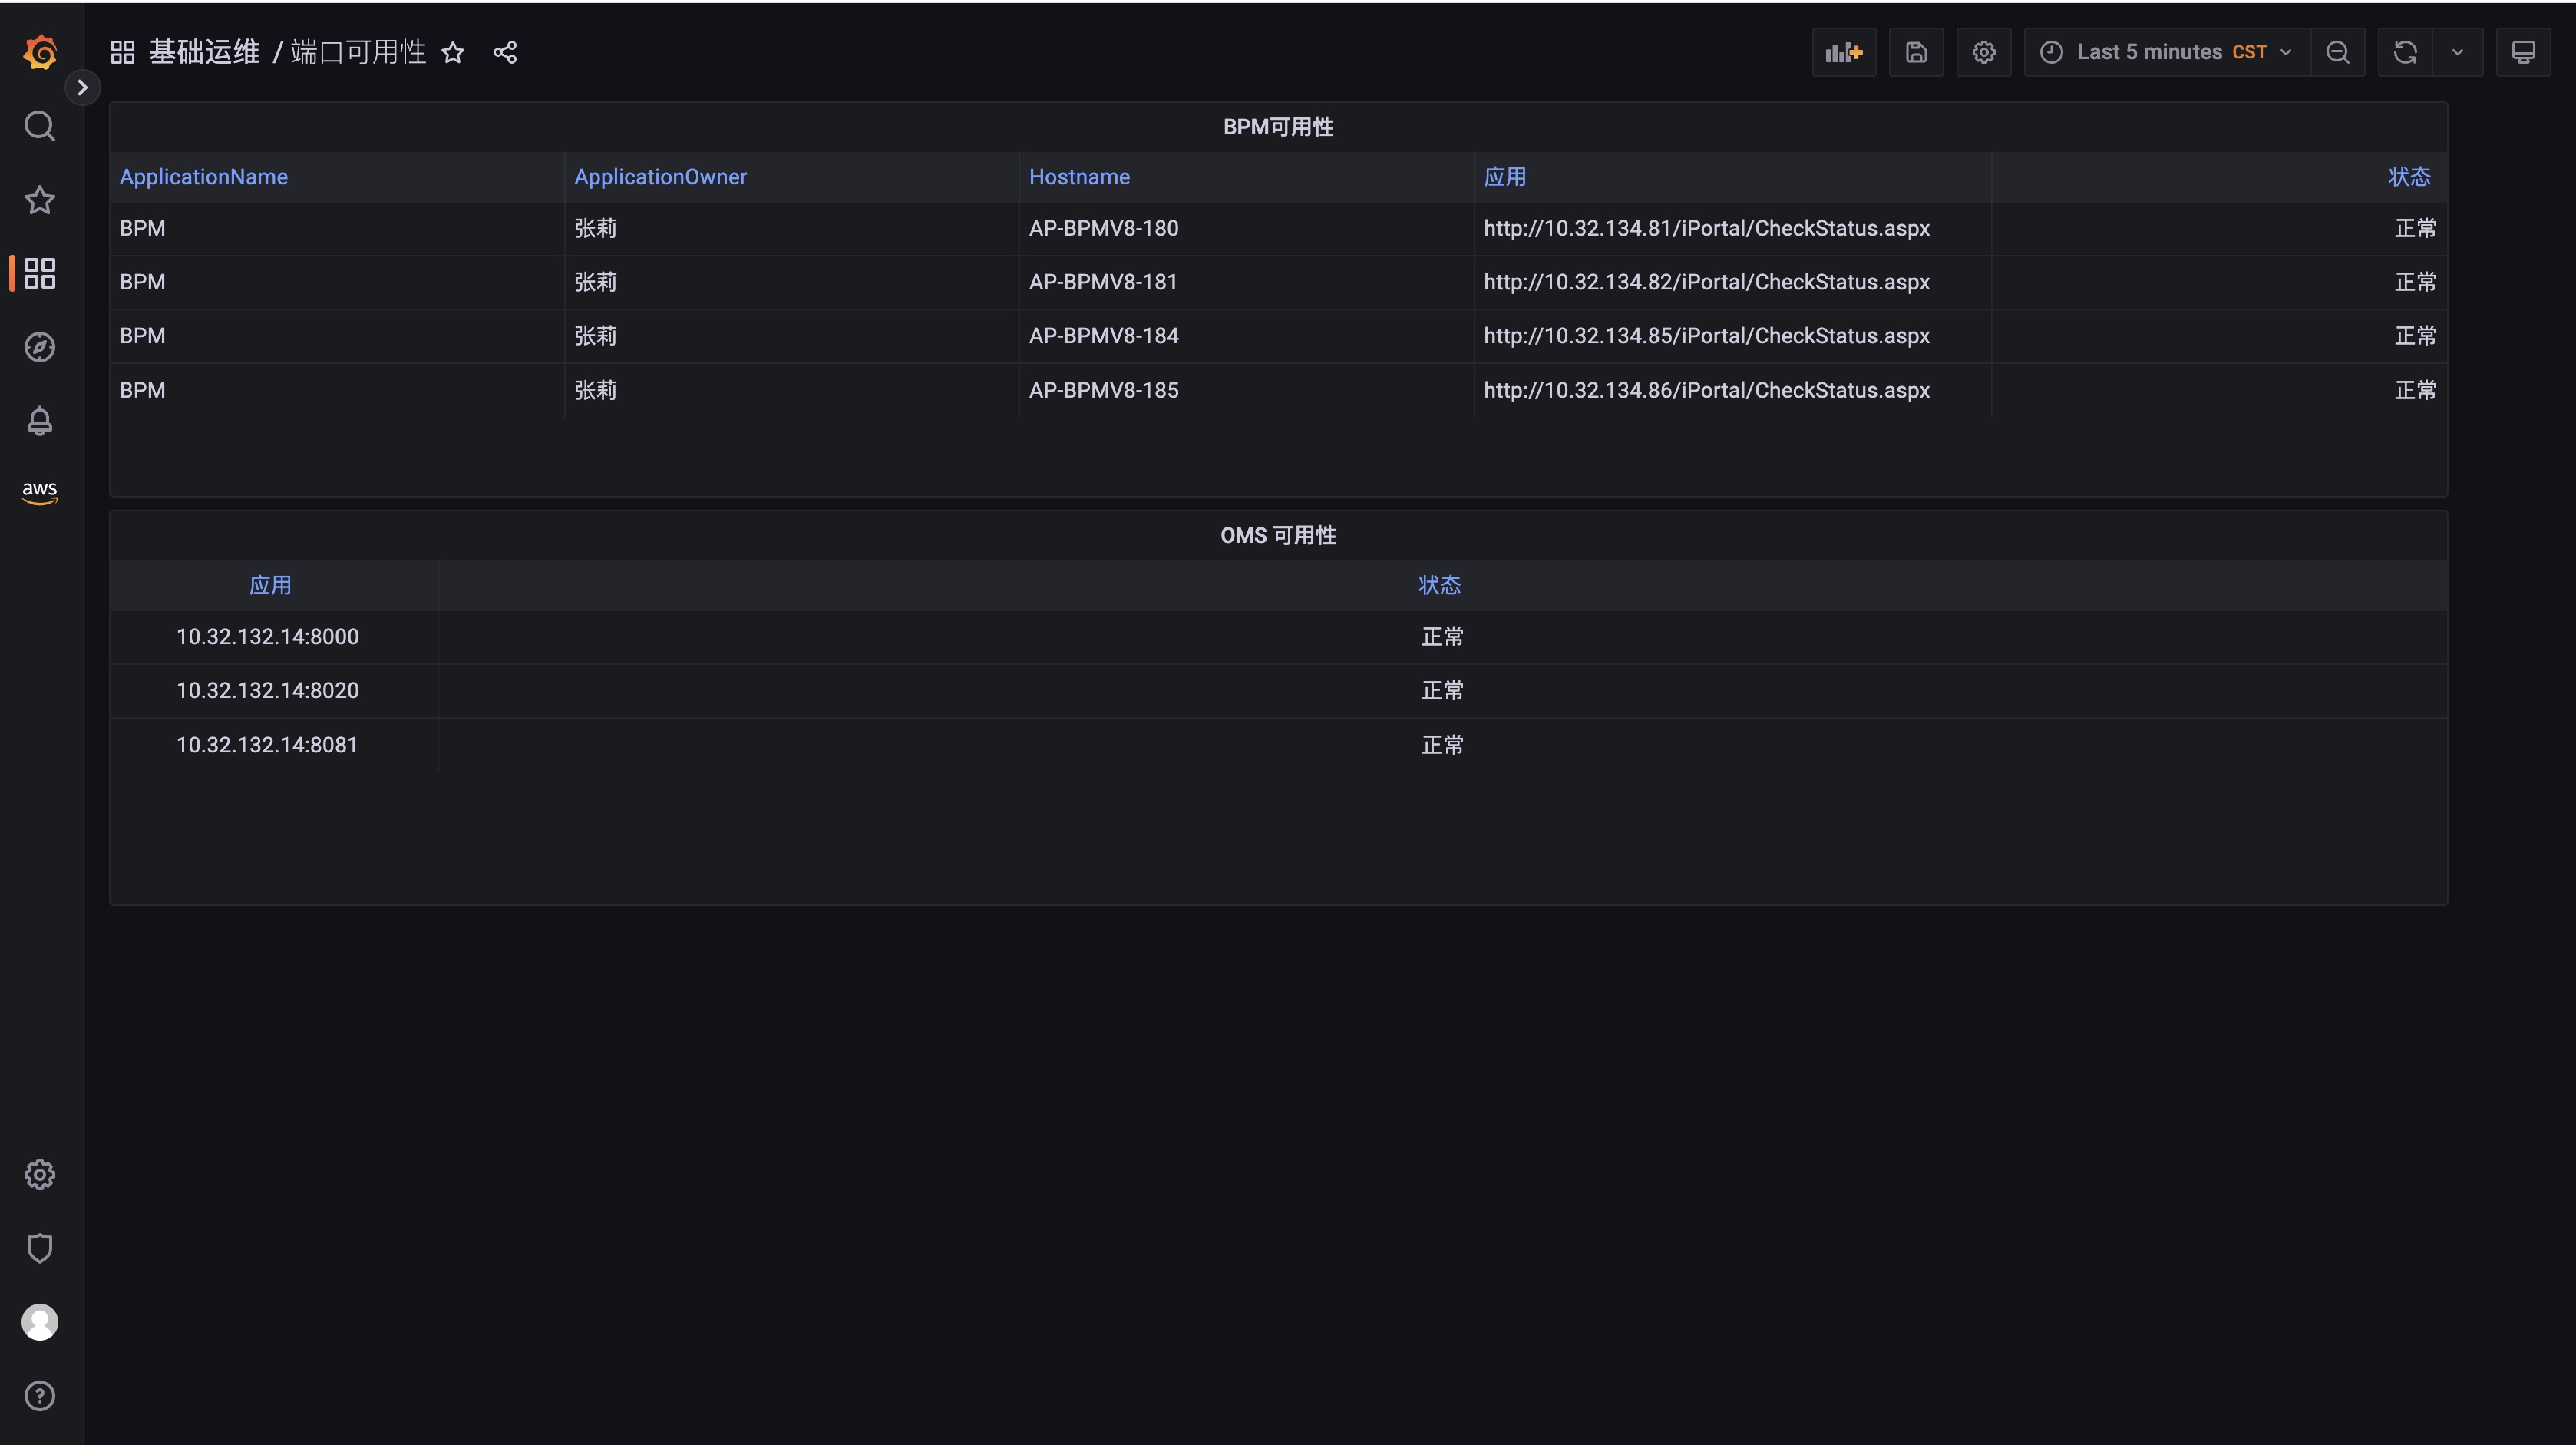 基础运维 / 端口可用性
Last 5 minutes CST
BPM可用性
ApplicationName ApplicationOwner Hostname 应用 状态
BPM 张莉 AP-BPMV8-180 http://10.32.134.81/iPortal/CheckStatus.aspx 正常
BPM 张莉 AP-BPMV8-181 http://10.32.134.82/iPortal/CheckStatus.aspx 正常
BPM 张莉 AP-BPMV8-184 http://10.32.134.85/iPortal/CheckStatus.aspx 正常
BPM 张莉 AP-BPMV8-185 http://10.32.134.86/iPortal/CheckStatus.aspx 正常
aws
OMS 可用性
应用 状态
10.32.132.14:8000 正常
10.32.132.14:8020 正常
10.32.132.14:8081 正常